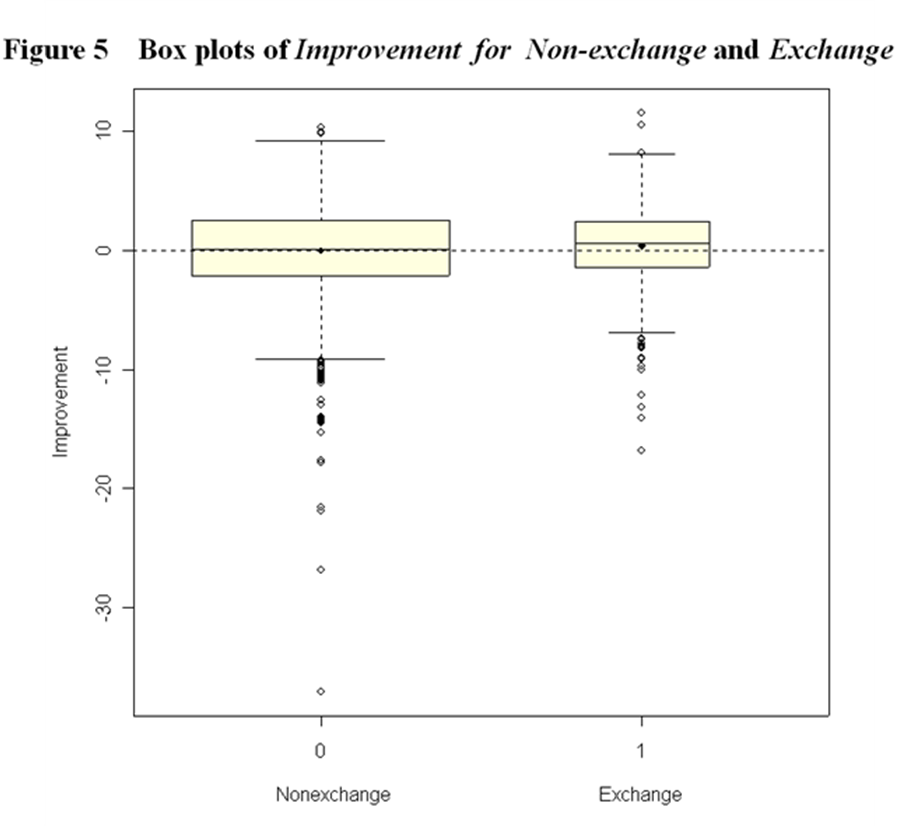 Figure 5 Box plots of Improvement for Non-exchange and Exchange
10
0
-10
-20
-30
Improvement
0 1
Nonexchange Exchange